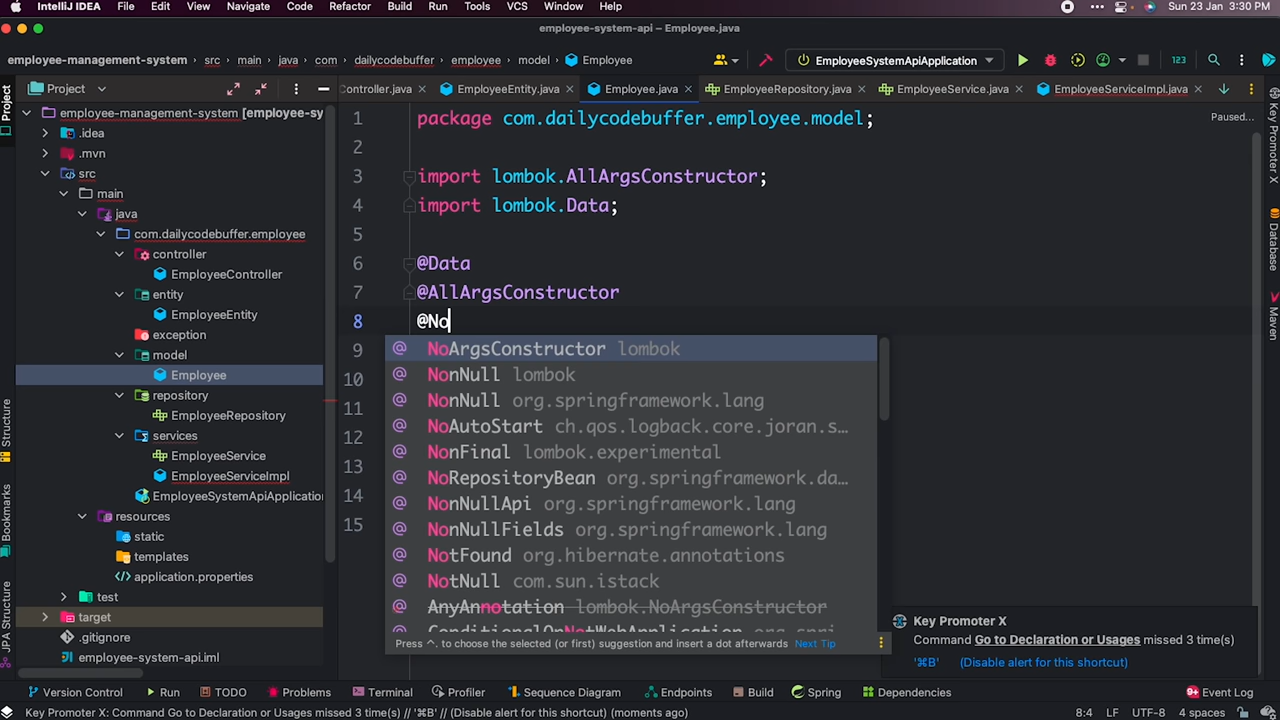 IntelliJ IDEA File Edit View Navigate Code Refactor Build Run Tools VCS Window Help Sun 23 Jan 3:30 PM
employee-system-api – Employee.java
employee-management-system src main java com dailycodebuffer employee model Employee EmployeeSystemApiApplication 123
Project Controller.java EmployeeEntity.java Employee.java EmployeeRepository.java EmployeeService.java EmployeeServiceImpl.java
Project
Structure
Bookmarks
JPA Structure
employee-management-system [employee-sy
.idea
.mvn
src
main
java
com.dailycodebuffer.employee
controller
EmployeeController
entity
EmployeeEntity
exception
model
Employee
repository
EmployeeRepository
services
EmployeeService
EmployeeServiceImpl
EmployeeSystemApiApplication
resources
static
templates
application.properties
test
target
.gitignore
employee-system-api.iml
1 package com.dailycodebuffer.employee.model;
2
3 import lombok.AllArgsConstructor;
4 import lombok.Data;
5
6 @Data
7 @AllArgsConstructor
8 @No
9
10
11
12
13
14
15
Paused...
@ NoArgsConstructor lombok
@ NonNull lombok
@ NonNull org.springframework.lang
@ NoAutoStart ch.qos.logback.core.joran.s…
@ NonFinal lombok.experimental
@ NoRepositoryBean org.springframework.da…
@ NonNullApi org.springframework.lang
@ NonNullFields org.springframework.lang
@ NotFound org.hibernate.annotations
@ NotNull com.sun.istack
@ AnyAnnotation lombok.NoArgsConstructor
ConditionalOnNotWebApplication org.spri
Press ^. to choose the selected (or first) suggestion and insert a dot afterwards Next Tip
Key Promoter X
Database
Maven
Key Promoter X
Command Go to Declaration or Usages missed 3 time(s)
'⌘B' (Disable alert for this shortcut)
Version Control Run TODO Problems Terminal Profiler Sequence Diagram Endpoints Build Spring Dependencies 9+ Event Log
Key Promoter X: Command Go to Declaration or Usages missed 3 time(s) // '⌘B' // (Disable alert for this shortcut) (moments ago) 8:4 LF UTF-8 4 spaces